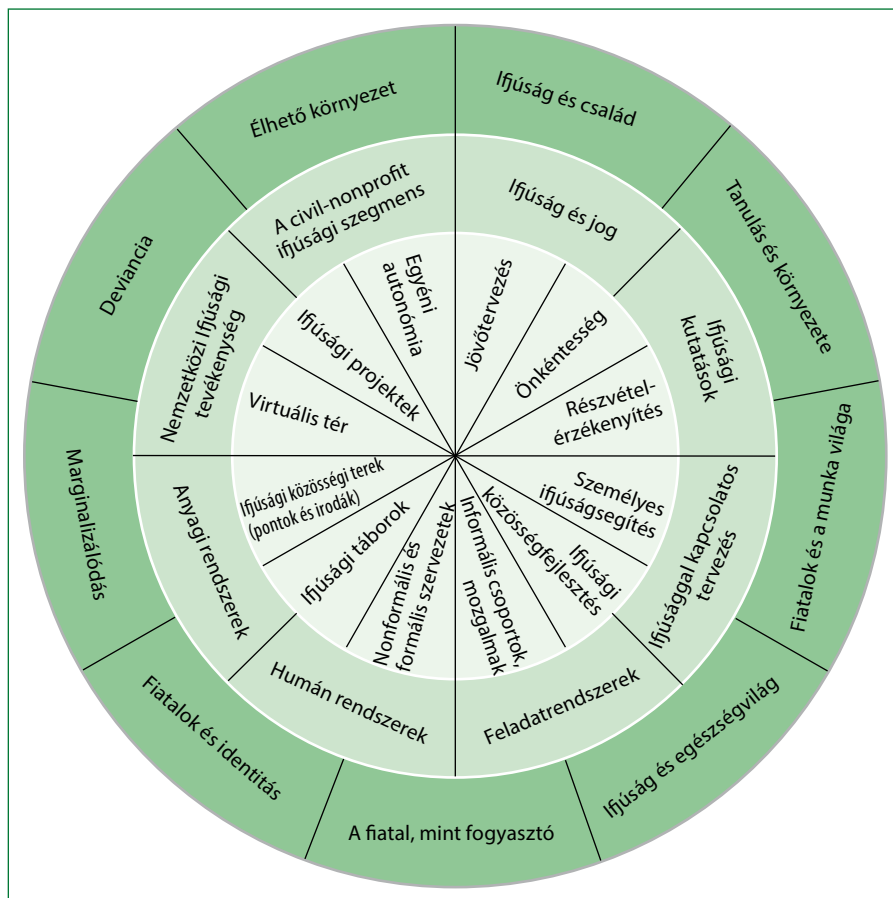 Ifjúság és család
Tanulás és környezete
Fiatalok és a munka világa
Ifjúság és egészségvilág
A fiatal, mint fogyasztó
Fiatalok és identitás
Marginalizálódás
Deviancia
Élhető környezet
Ifjúság és jog
Ifjúsági
kutatások
Ifjúsággal kapcsolatos
tervezés
Feladatrendszerek
Humán rendszerek
Anyagi rendszerek
Nemzetközi Ifjúsági
tevékenység
A civil-nonprofit
ifjúsági szegmens
Jövőtervezés
Önkéntesség
Részvétel-
érzékenyítés
Személyes
ifjúságsegítés
Ifjúsági
közösségfejlesztés
Informális csoportok,
mozgalmak
Nonformális és
formális szervezetek
Ifjúsági táborok
Ifjúsági közösségi terek
(pontok és irodák)
Virtuális tér
Ifjúsági projektek
Egyéni
autonómia